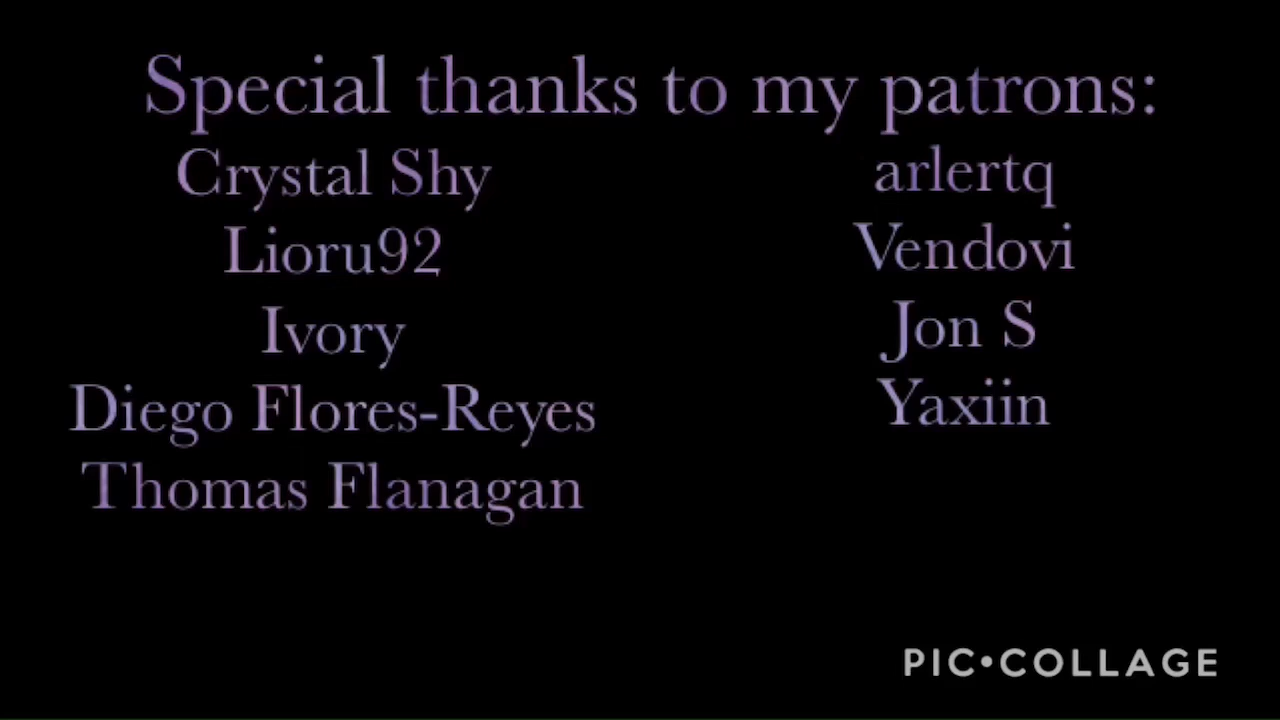 Special thanks to my patrons:
Crystal Shy
Lioru92
Ivory
Diego Flores-Reyes
Thomas Flanagan
arlertq
Vendovi
Jon S
Yaxiin
PIC•COLLAGE